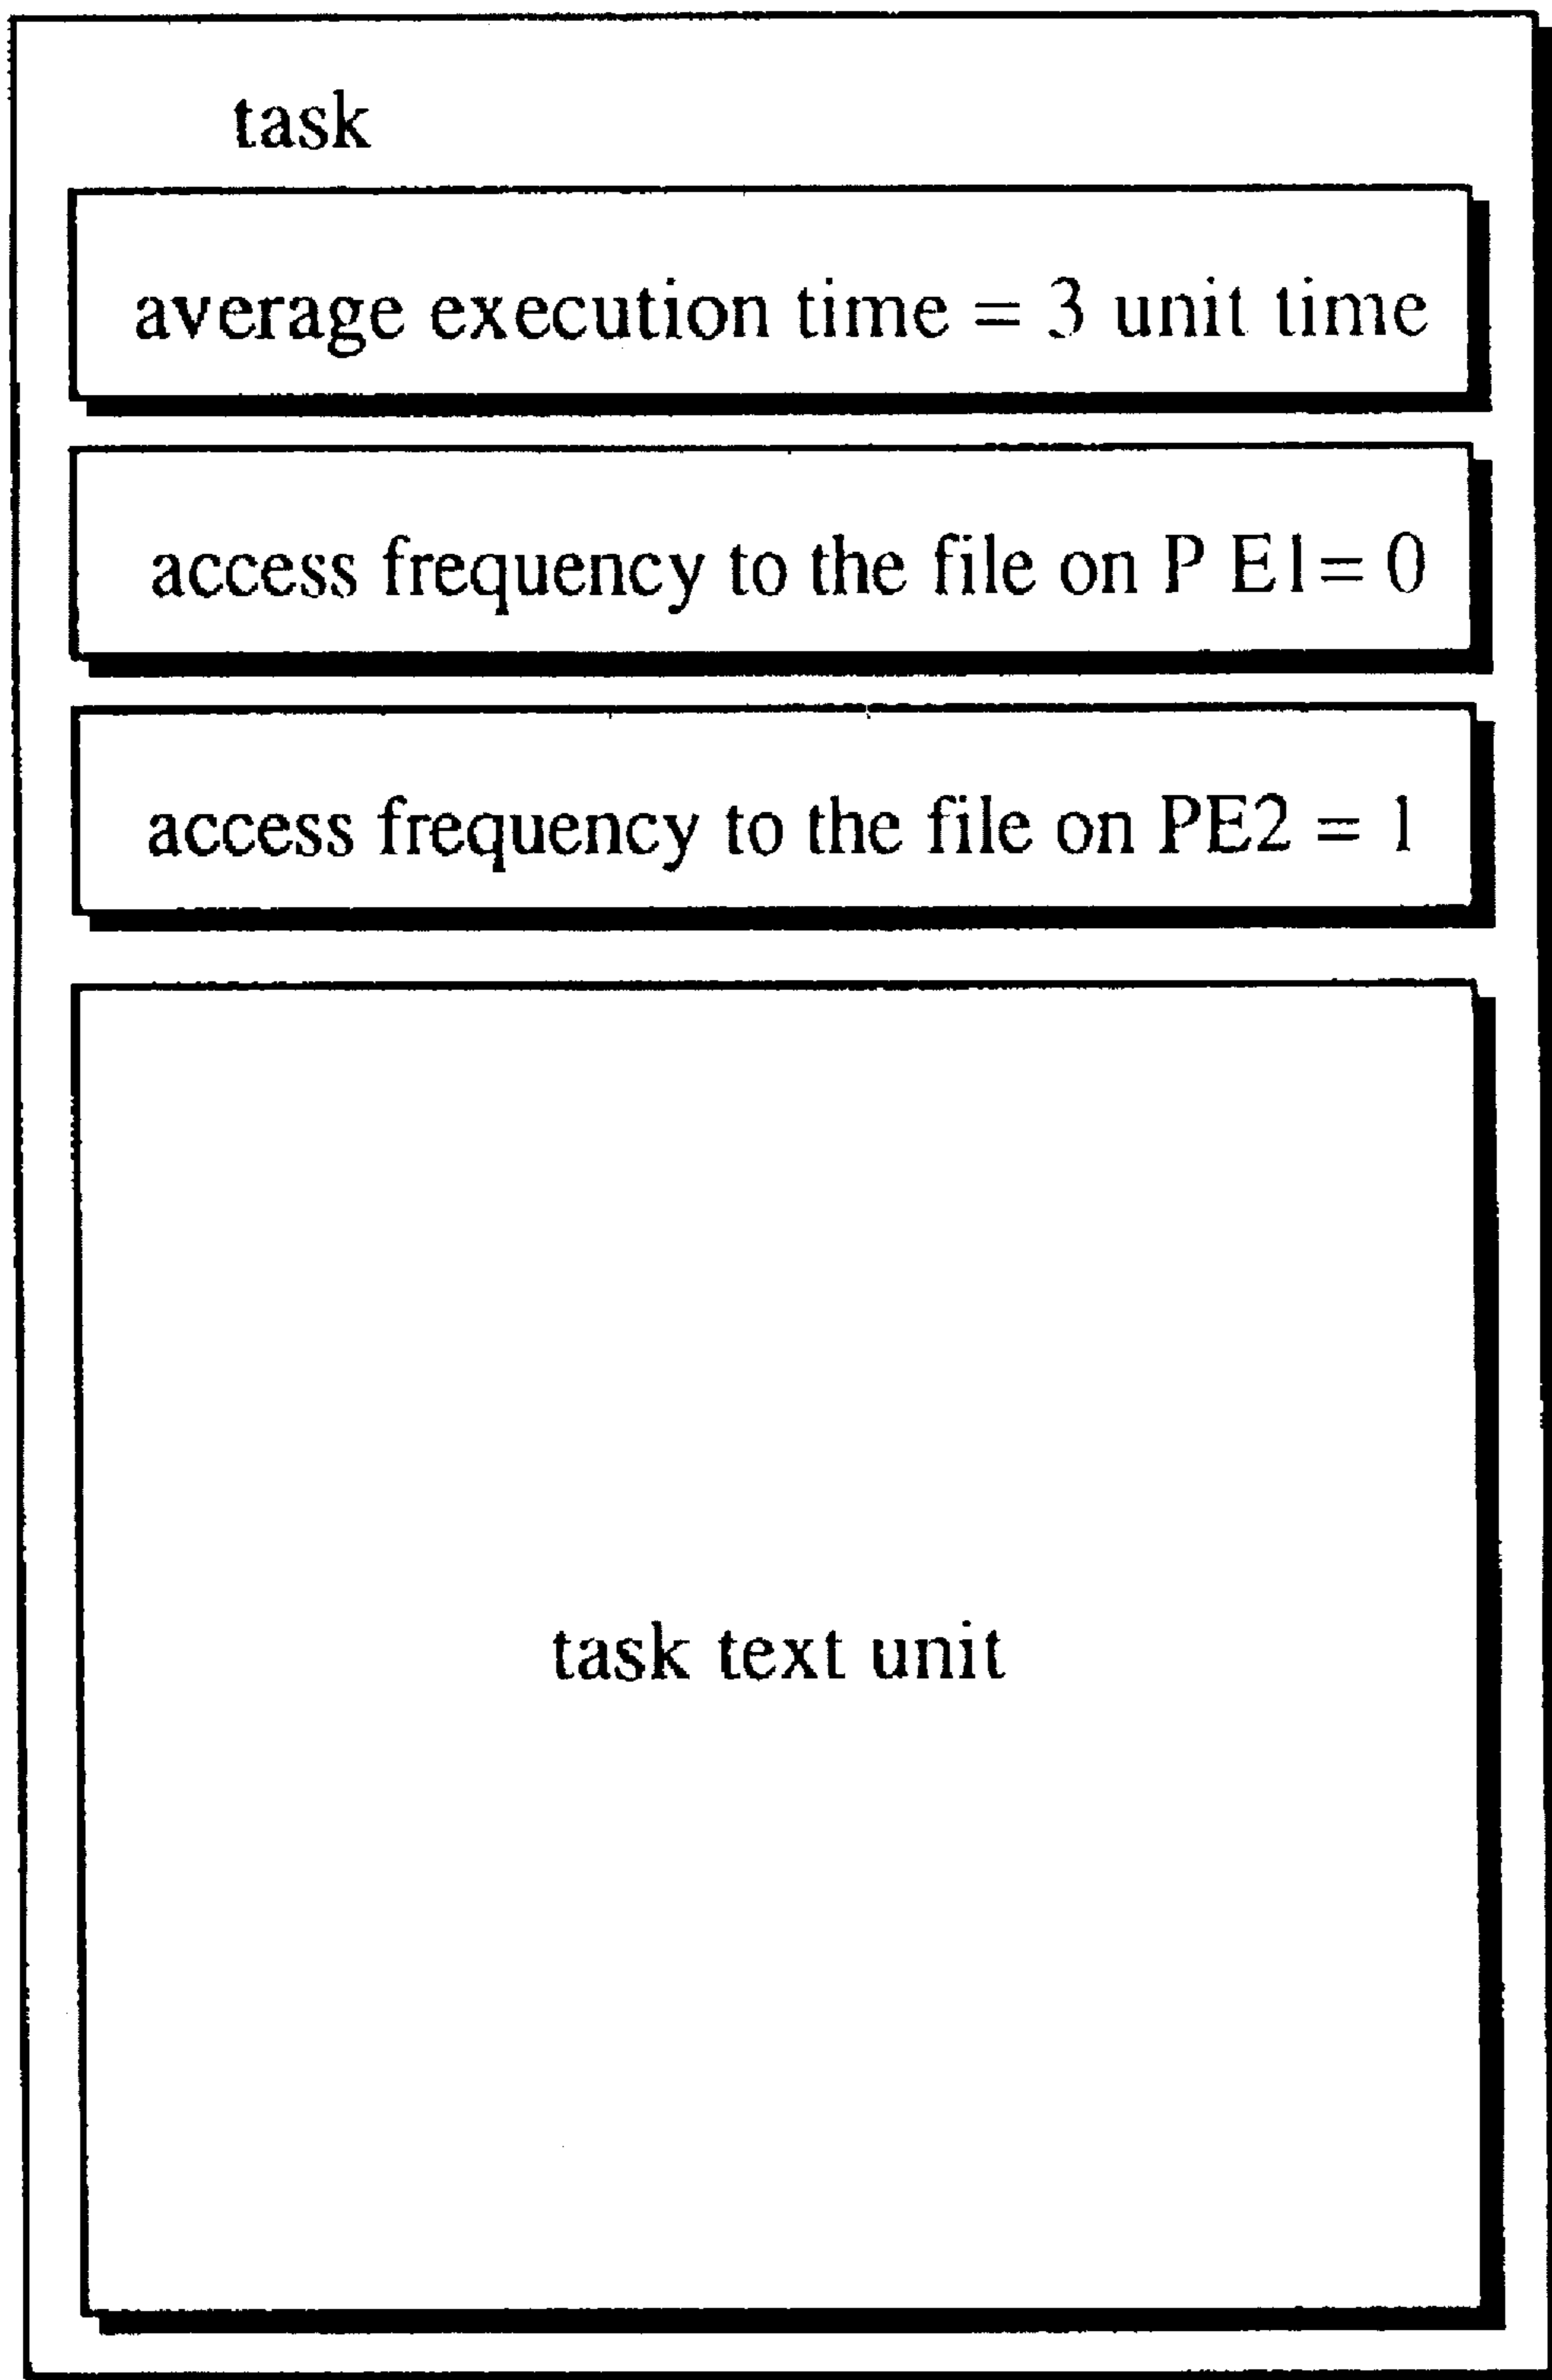 task
average execution time = 3 unit time
access frequency to the file on P E1= 0
access frequency to the file on PE2 = 1
task text unit